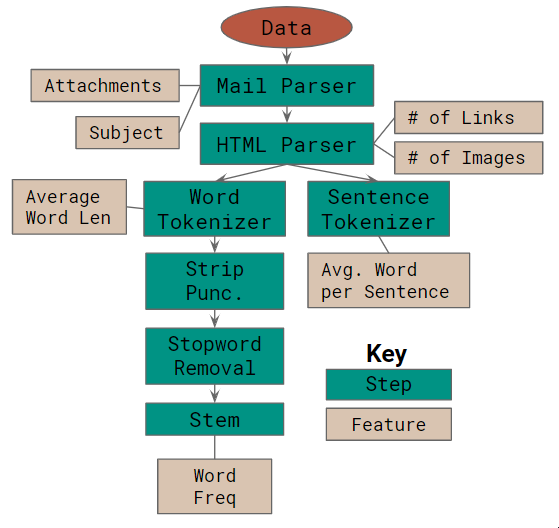 Data
Mail Parser
Attachments
Subject
HTML Parser
# of Links
# of Images
Average
Word Len
Word
Tokenizer
Sentence
Tokenizer
Strip
Punc.
Avg. Word
per Sentence
Stopword
Removal
Key
Step
Stem
Feature
Word
Freq